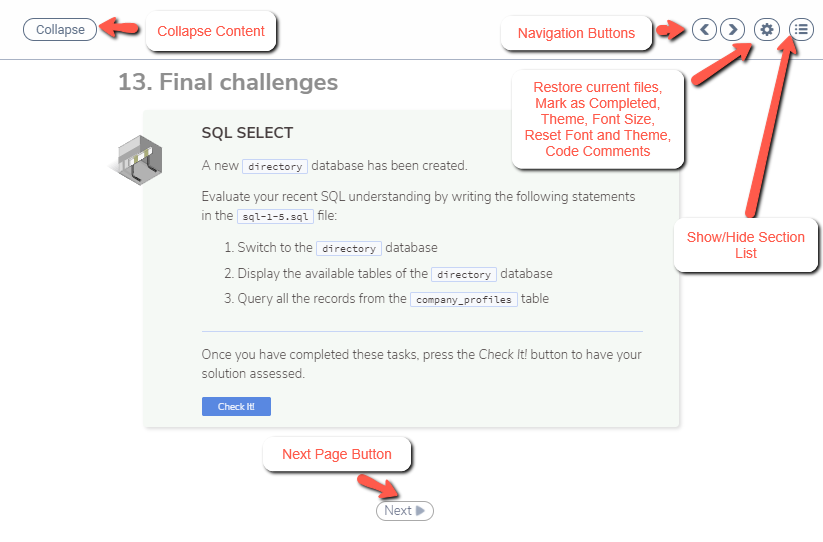 Collapse
Collapse Content
Navigation Buttons
13. Final challenges
Restore current files,
Mark as Completed,
Theme, Font Size,
Reset Font and Theme,
Code Comments
SQL SELECT
A new directory database has been created.
Evaluate your recent SQL understanding by writing the following statements
in the sql-1-5.sql file:
1. Switch to the directory database
2. Display the available tables of the directory database
3. Query all the records from the company_profiles table
Show/Hide Section
List
Once you have completed these tasks, press the Check It! button to have your
solution assessed.
Check It!
Next Page Button
Next